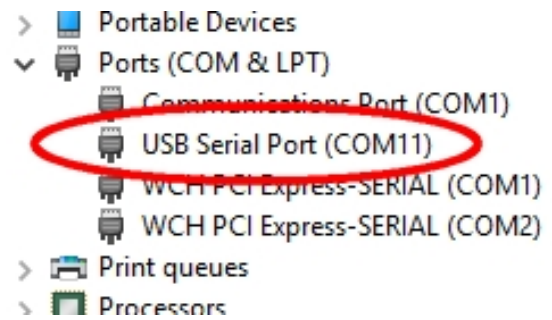 Portable Devices
Ports (COM & LPT)
Communications Port (COM1)
USB Serial Port (COM11)
WCH PCI Express-SERIAL (COM1)
WCH PCI Express-SERIAL (COM2)
Print queues
Processors